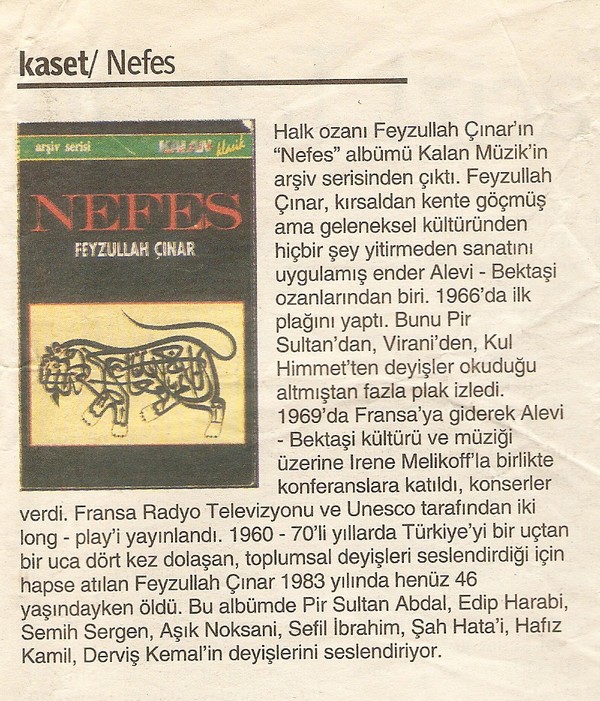 kaset/ Nefes
arşiv serisi
KALAN klasik
NEFES
FEYZULLAH ÇINAR
Halk ozanı Feyzullah Çınar'ın
“Nefes” albümü Kalan Müzik'in
arşiv serisinden çıktı. Feyzullah
Çınar, kırsaldan kente göçmüş
ama geleneksel kültüründen
hiçbir şey yitirmeden sanatını
uygulamış ender Alevi - Bektaşi
ozanlarından biri. 1966'da ilk
plağını yaptı. Bunu Pir
Sultan'dan, Virani'den, Kul
Himmet'ten deyişler okuduğu
altmıştan fazla plak izledi.
1969'da Fransa'ya giderek Alevi
- Bektaşi kültürü ve müziği
üzerine Irene Melikoff'la birlikte
konferanslara katıldı, konserler
verdi. Fransa Radyo Televizyonu ve Unesco tarafından iki
long - play'i yayınlandı. 1960 - 70'li yıllarda Türkiye'yi bir uçtan
bir uca dört kez dolaşan, toplumsal deyişleri seslendirdiği için
hapse atılan Feyzullah Çınar 1983 yılında henüz 46
yaşındayken öldü. Bu albümde Pir Sultan Abdal, Edip Harabi,
Semih Sergen, Aşık Noksani, Sefil İbrahim, Şah Hata'i, Hafız
Kamil, Derviş Kemal'in deyişlerini seslendiriyor.